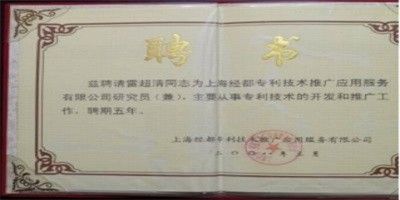 聘书
兹聘请雷超清同志为上海经都专利技术推广应用服务
有限公司研究员(兼)，主要从事专利技术的开发和推广工
作，聘期五年。
上海经都专利技术推广应用服务有限公司